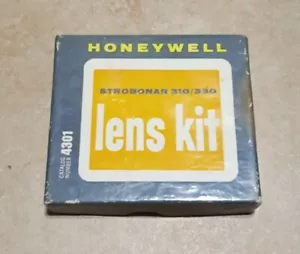 HONEYWELL
STROBONAR 310/330
lens kit
CATALOG
NUMBER 4301